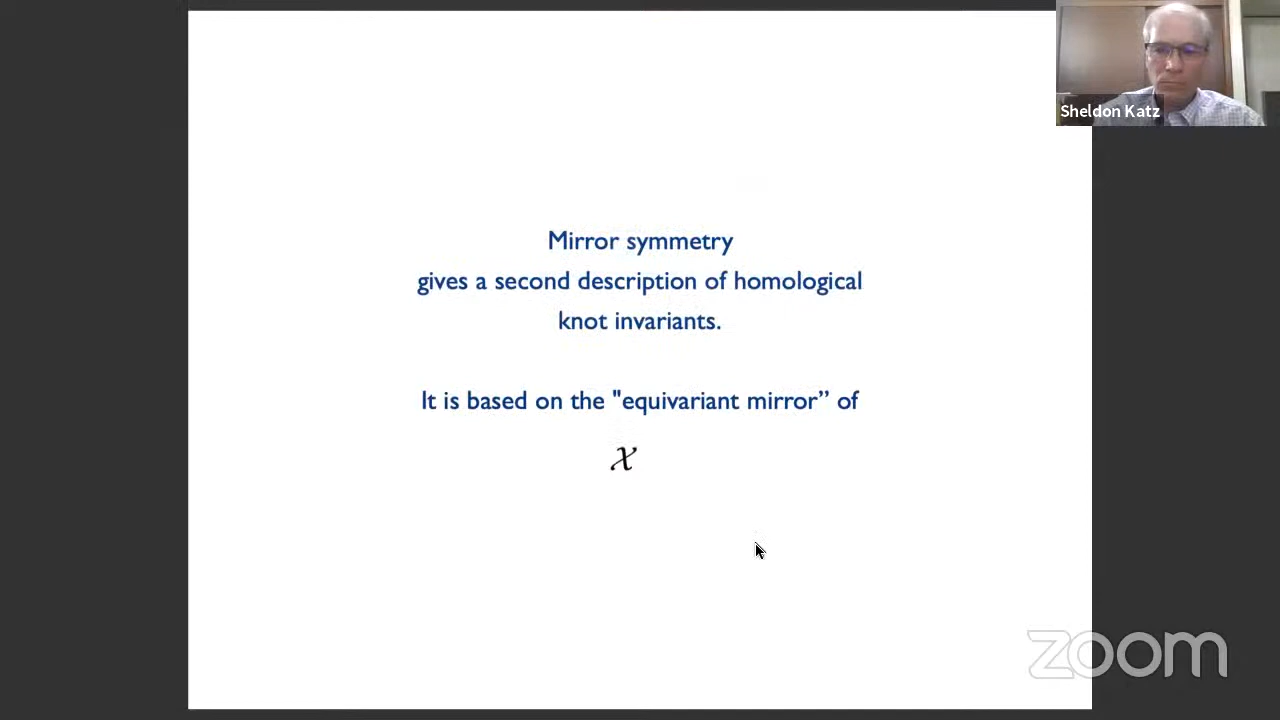 Sheldon Katz
Mirror symmetry
gives a second description of homological
knot invariants.
It is based on the "equivariant mirror” of
𝒳
zoom